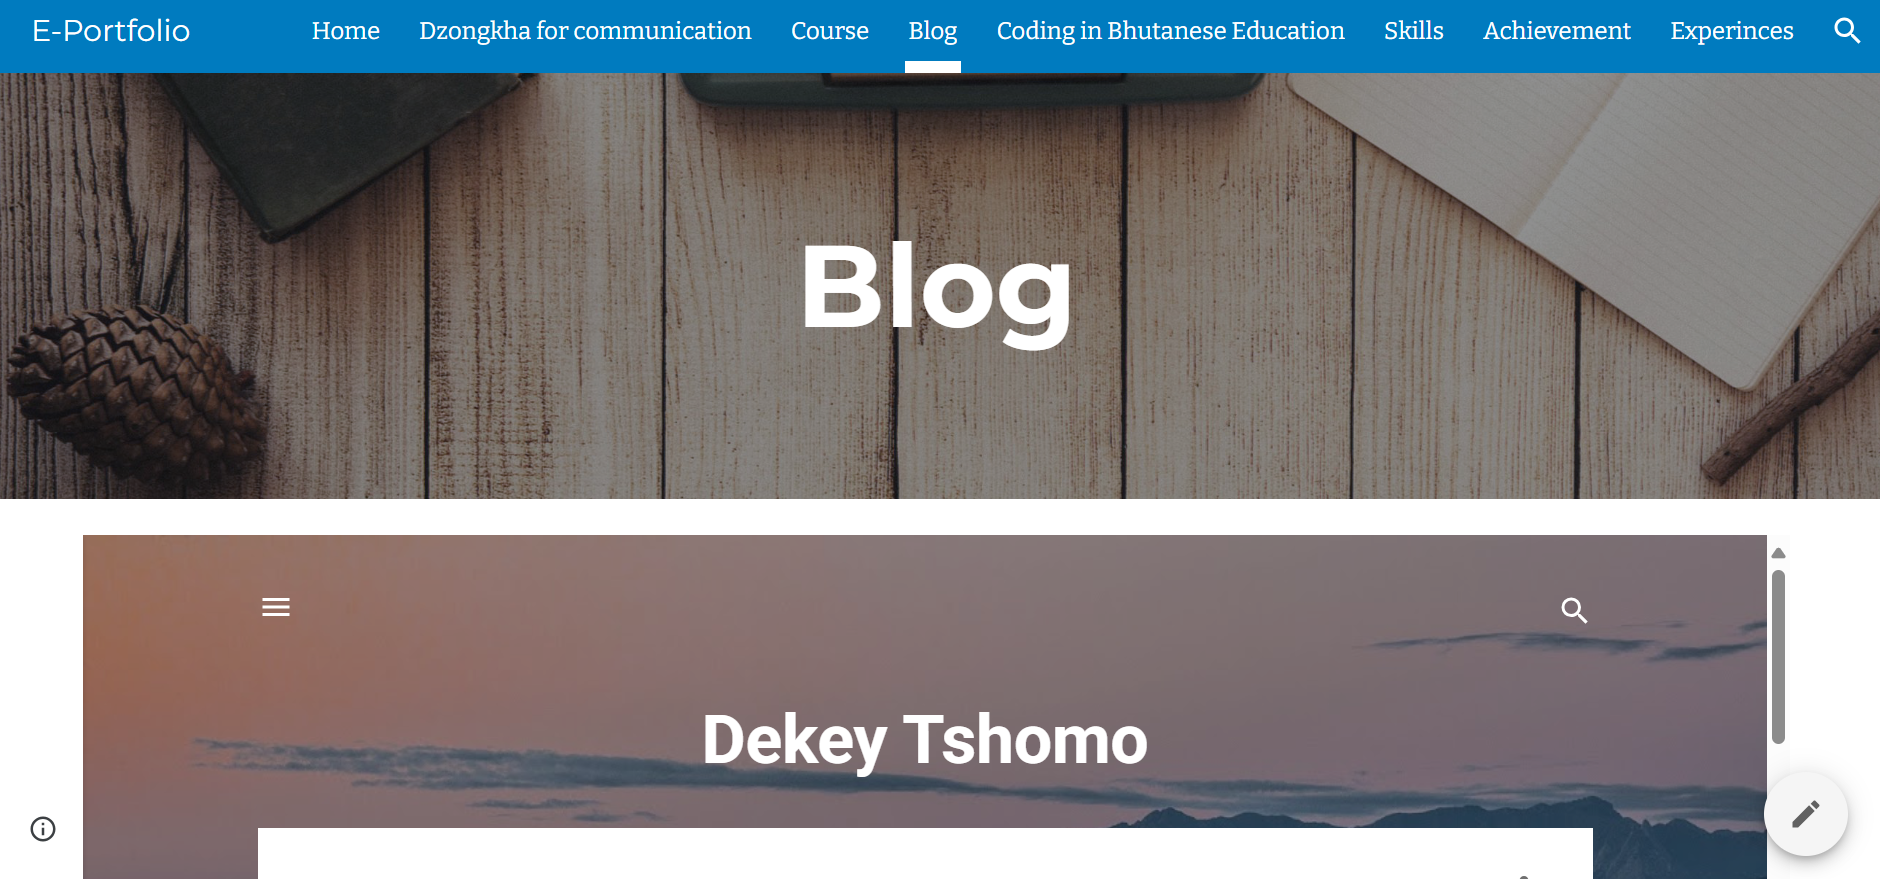 E-Portfolio Home Dzongkha for communication Course Blog Coding in Bhutanese Education Skills Achievement Experinces
Blog
Dekey Tshomo